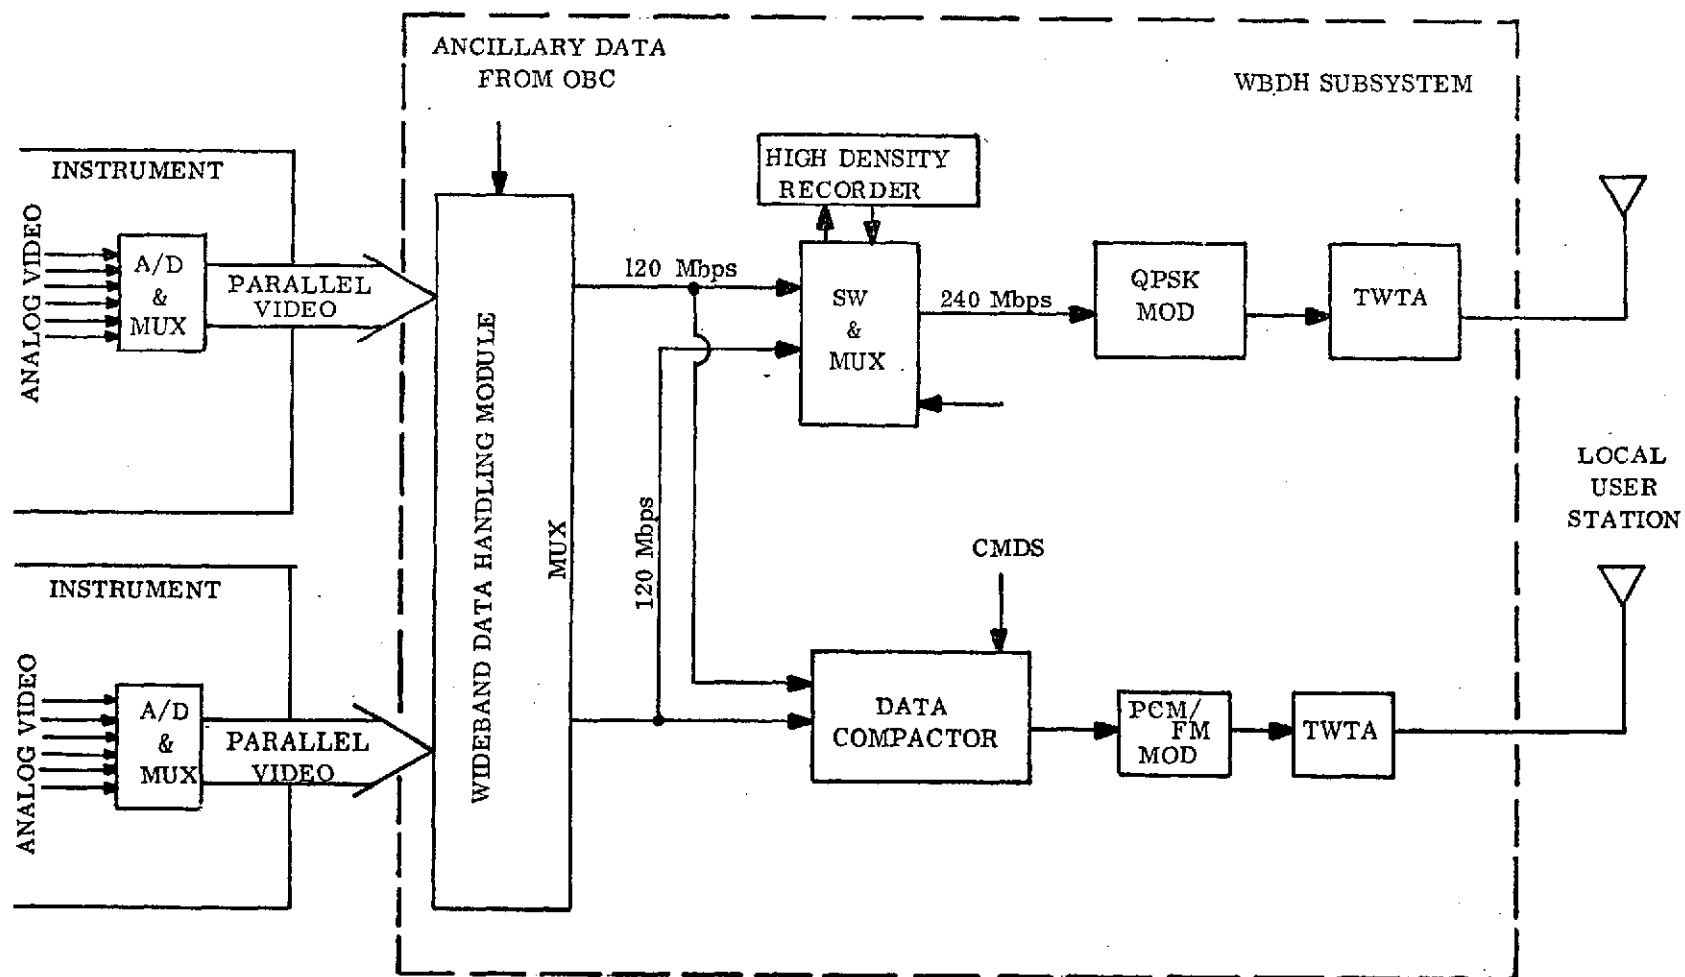 ANCILLARY DATA
FROM OBC
WBDH SUBSYSTEM
INSTRUMENT
ANALOG VIDEO
A/D
&
MUX
PARALLEL
VIDEO
HIGH DENSITY
RECORDER
120 Mbps
SW
&
MUX
240 Mbps
QPSK
MOD
TWTA
WIDEBAND DATA HANDLING MODULE
MUX
120 Mbps
LOCAL
USER
STATION
INSTRUMENT
ANALOG VIDEO
A/D
&
MUX
PARALLEL
VIDEO
CMDS
DATA
COMPACTOR
PCM/
FM
MOD
TWTA